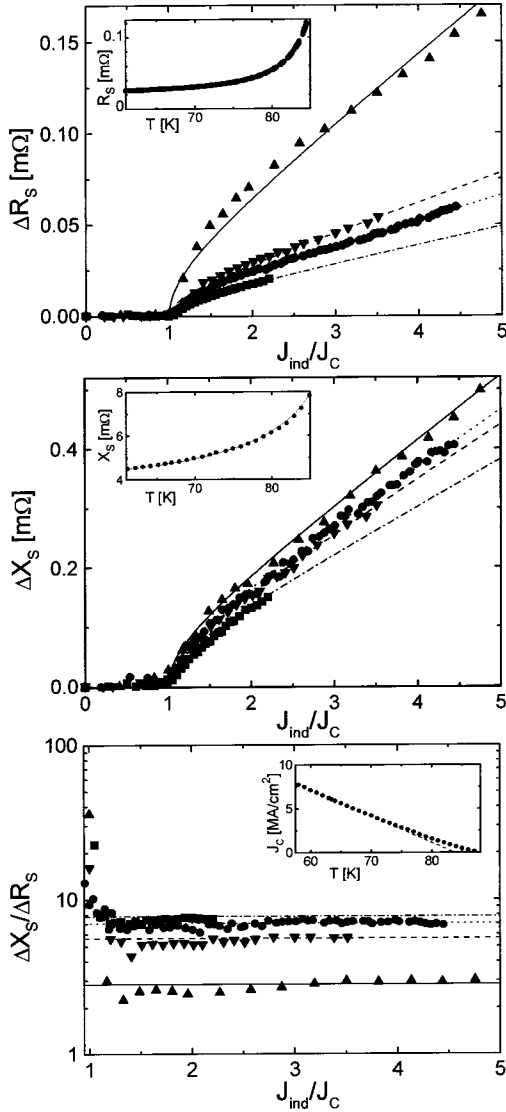 0.15
0.10
0.05
0.00
ΔR_S [mΩ]
0.1
0
R_S [mΩ]
70 80
T [K]
0 1 2 3 4 5
J_ind/J_C
0.4
0.2
0.0
ΔX_S [mΩ]
8
6
4
X_S [mΩ]
70 80
T [K]
0 1 2 3 4 5
J_ind/J_C
100
10
1
ΔX_S/ΔR_S
10
5
0
J_C [MA/cm²]
60 70 80
T [K]
1 2 3 4 5
J_ind/J_C